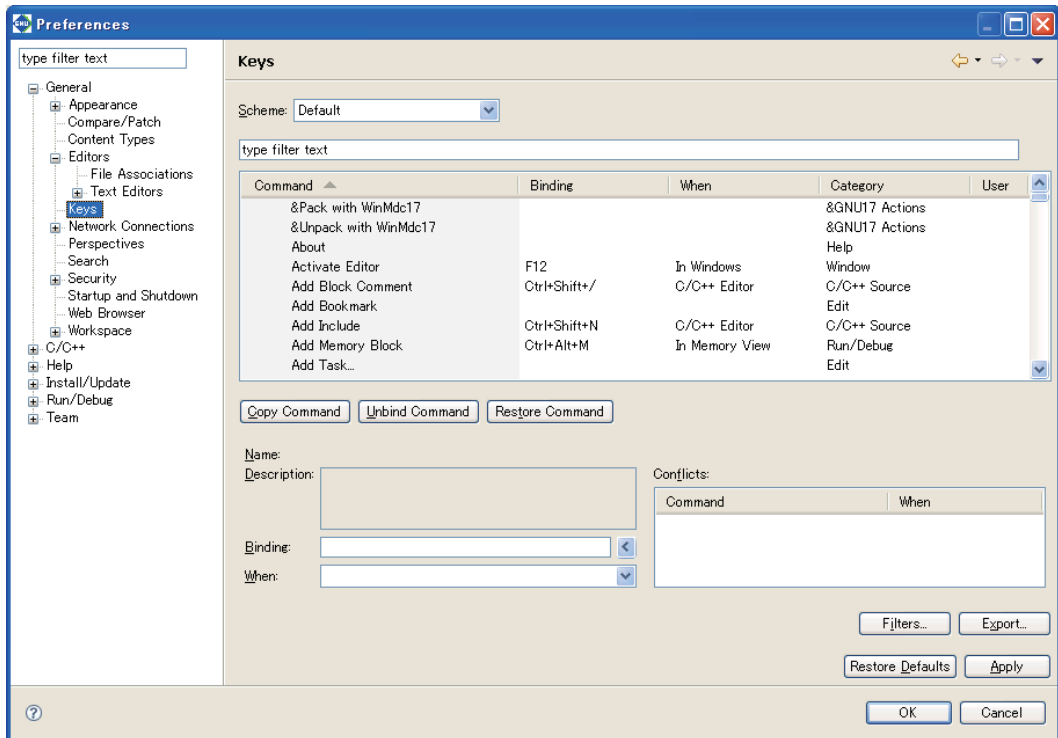 Preferences
type filter text
General
Appearance
Compare/Patch
Content Types
Editors
File Associations
Text Editors
Keys
Network Connections
Perspectives
Search
Security
Startup and Shutdown
Web Browser
Workspace
C/C++
Help
Install/Update
Run/Debug
Team
Keys
Scheme: Default
type filter text
Command Binding When Category User
&Pack with WinMdc17 &GNU17 Actions
&Unpack with WinMdc17 &GNU17 Actions
About Help
Activate Editor F12 In Windows Window
Add Block Comment Ctrl+Shift+/ C/C++ Editor C/C++ Source
Add Bookmark Edit
Add Include Ctrl+Shift+N C/C++ Editor C/C++ Source
Add Memory Block Ctrl+Alt+M In Memory View Run/Debug
Add Task... Edit
Copy Command Unbind Command Restore Command
Name:
Description:
Binding:
When:
Conflicts:
Command When
Filters... Export...
Restore Defaults Apply
OK Cancel